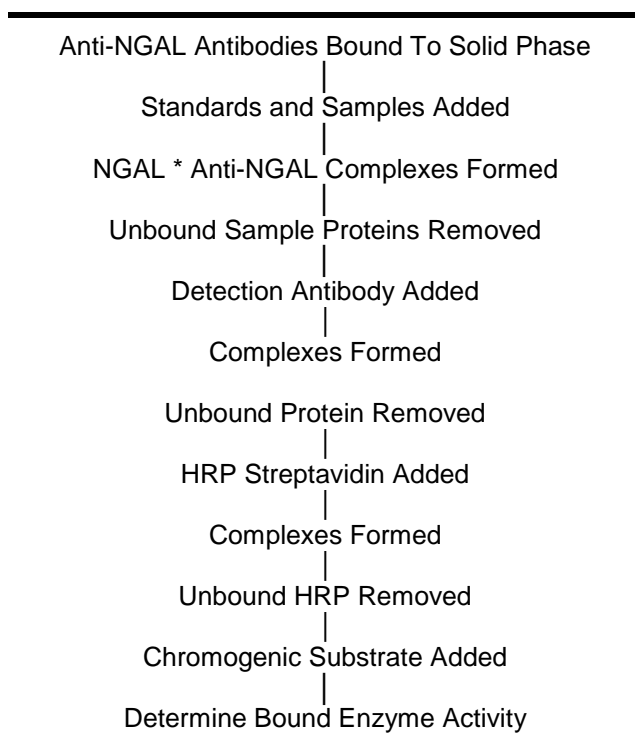 Anti-NGAL Antibodies Bound To Solid Phase
Standards and Samples Added
NGAL * Anti-NGAL Complexes Formed
Unbound Sample Proteins Removed
Detection Antibody Added
Complexes Formed
Unbound Protein Removed
HRP Streptavidin Added
Complexes Formed
Unbound HRP Removed
Chromogenic Substrate Added
Determine Bound Enzyme Activity